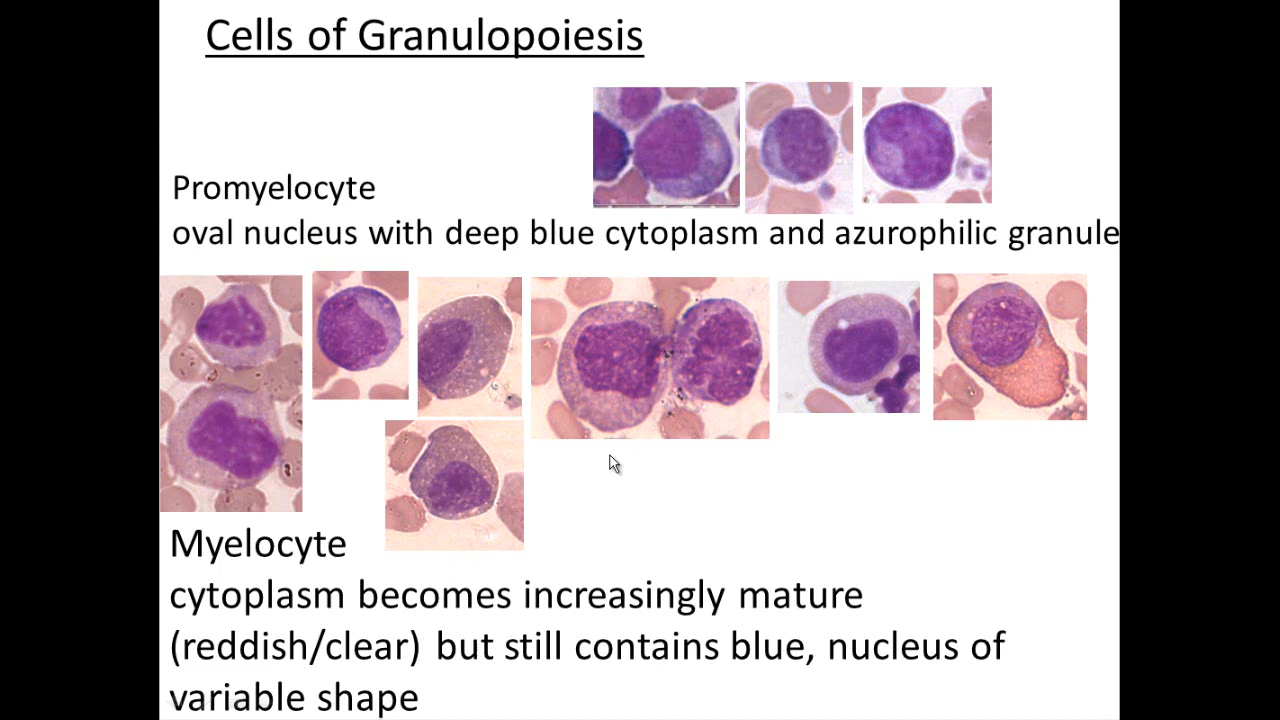 Cells of Granulopoiesis
Promyelocyte
oval nucleus with deep blue cytoplasm and azurophilic granule
Myelocyte
cytoplasm becomes increasingly mature
(reddish/clear) but still contains blue, nucleus of
variable shape